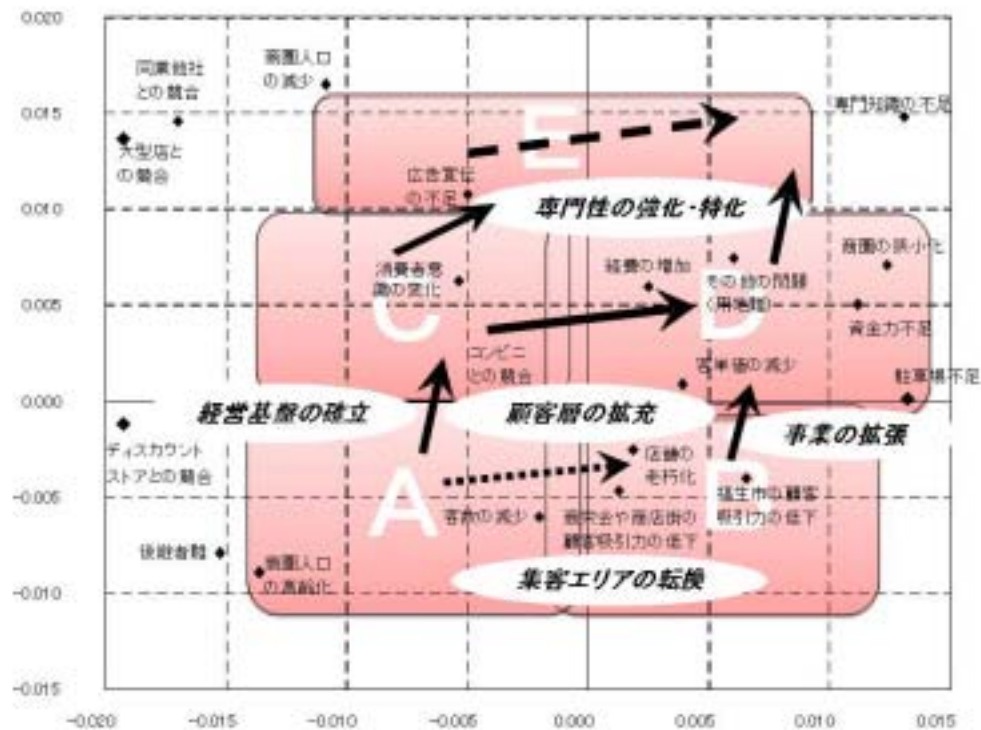 0.020
0.015
0.010
0.005
0.000
-0.005
-0.010
-0.015
-0.020
-0.015
-0.010
-0.005
0.000
0.005
0.010
0.015
同業他社
との競合
商圏人口
の減少
専門知識の不足
大型店と
の競合
E
広告宣伝
の不足
専門性の強化・特化
商圏の狭小化
消費者意
識の変化
経費の増加
その他の問題
（用地難）
C
D
資金力不足
コンビニ
との競合
客単価の減少
駐車場不足
経営基盤の確立
顧客層の拡充
事業の拡張
ディスカウント
ストアとの競合
店舗の
老朽化
A
B
客数の減少
商栄会や商店街の
顧客吸引力の低下
福生市の顧客
吸引力の低下
後継者難
商圏人口
の高齢化
集客エリアの転換